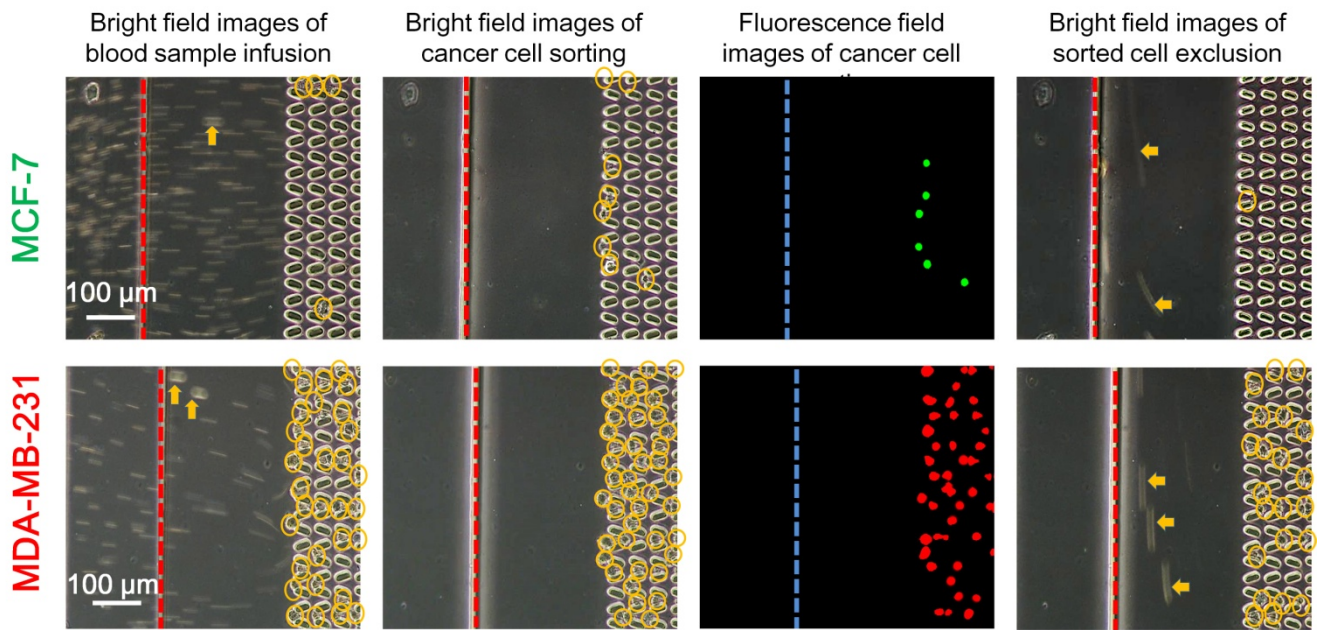 Bright field images of
blood sample infusion
Bright field images of
cancer cell sorting
Fluorescence field
images of cancer cell
Bright field images of
sorted cell exclusion
MCF-7
100 µm
MDA-MB-231
100 µm